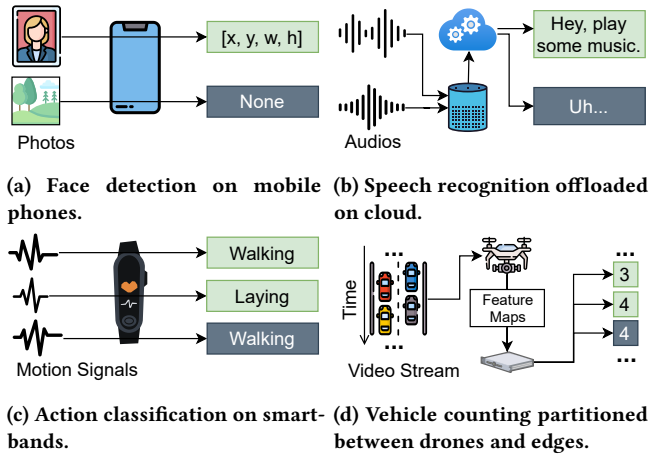 [x, y, w, h]
None
Photos
Hey, play
some music.
Uh...
Audios
(a) Face detection on mobile
phones.
(b) Speech recognition offloaded
on cloud.
Walking
Laying
Walking
Motion Signals
Time
...
...
Feature
Maps
Video Stream
...
3
4
4
...
(c) Action classification on smart-
bands.
(d) Vehicle counting partitioned
between drones and edges.